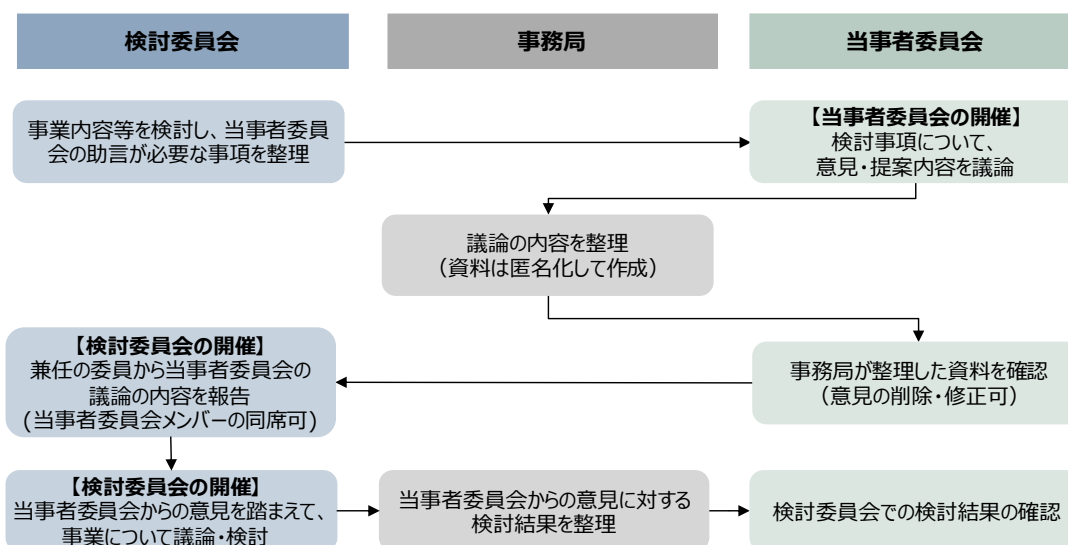 検討委員会
事務局
当事者委員会
事業内容等を検討し、当事者委員
会の助言が必要な事項を整理
【当事者委員会の開催】
検討事項について、
意見・提案内容を議論
議論の内容を整理
（資料は匿名化して作成）
【検討委員会の開催】
兼任の委員から当事者委員会の
議論の内容を報告
(当事者委員会メンバーの同席可)
事務局が整理した資料を確認
（意見の削除・修正可）
【検討委員会の開催】
当事者委員会からの意見を踏まえて、
事業について議論・検討
当事者委員会からの意見に対する
検討結果を整理
検討委員会での検討結果の確認